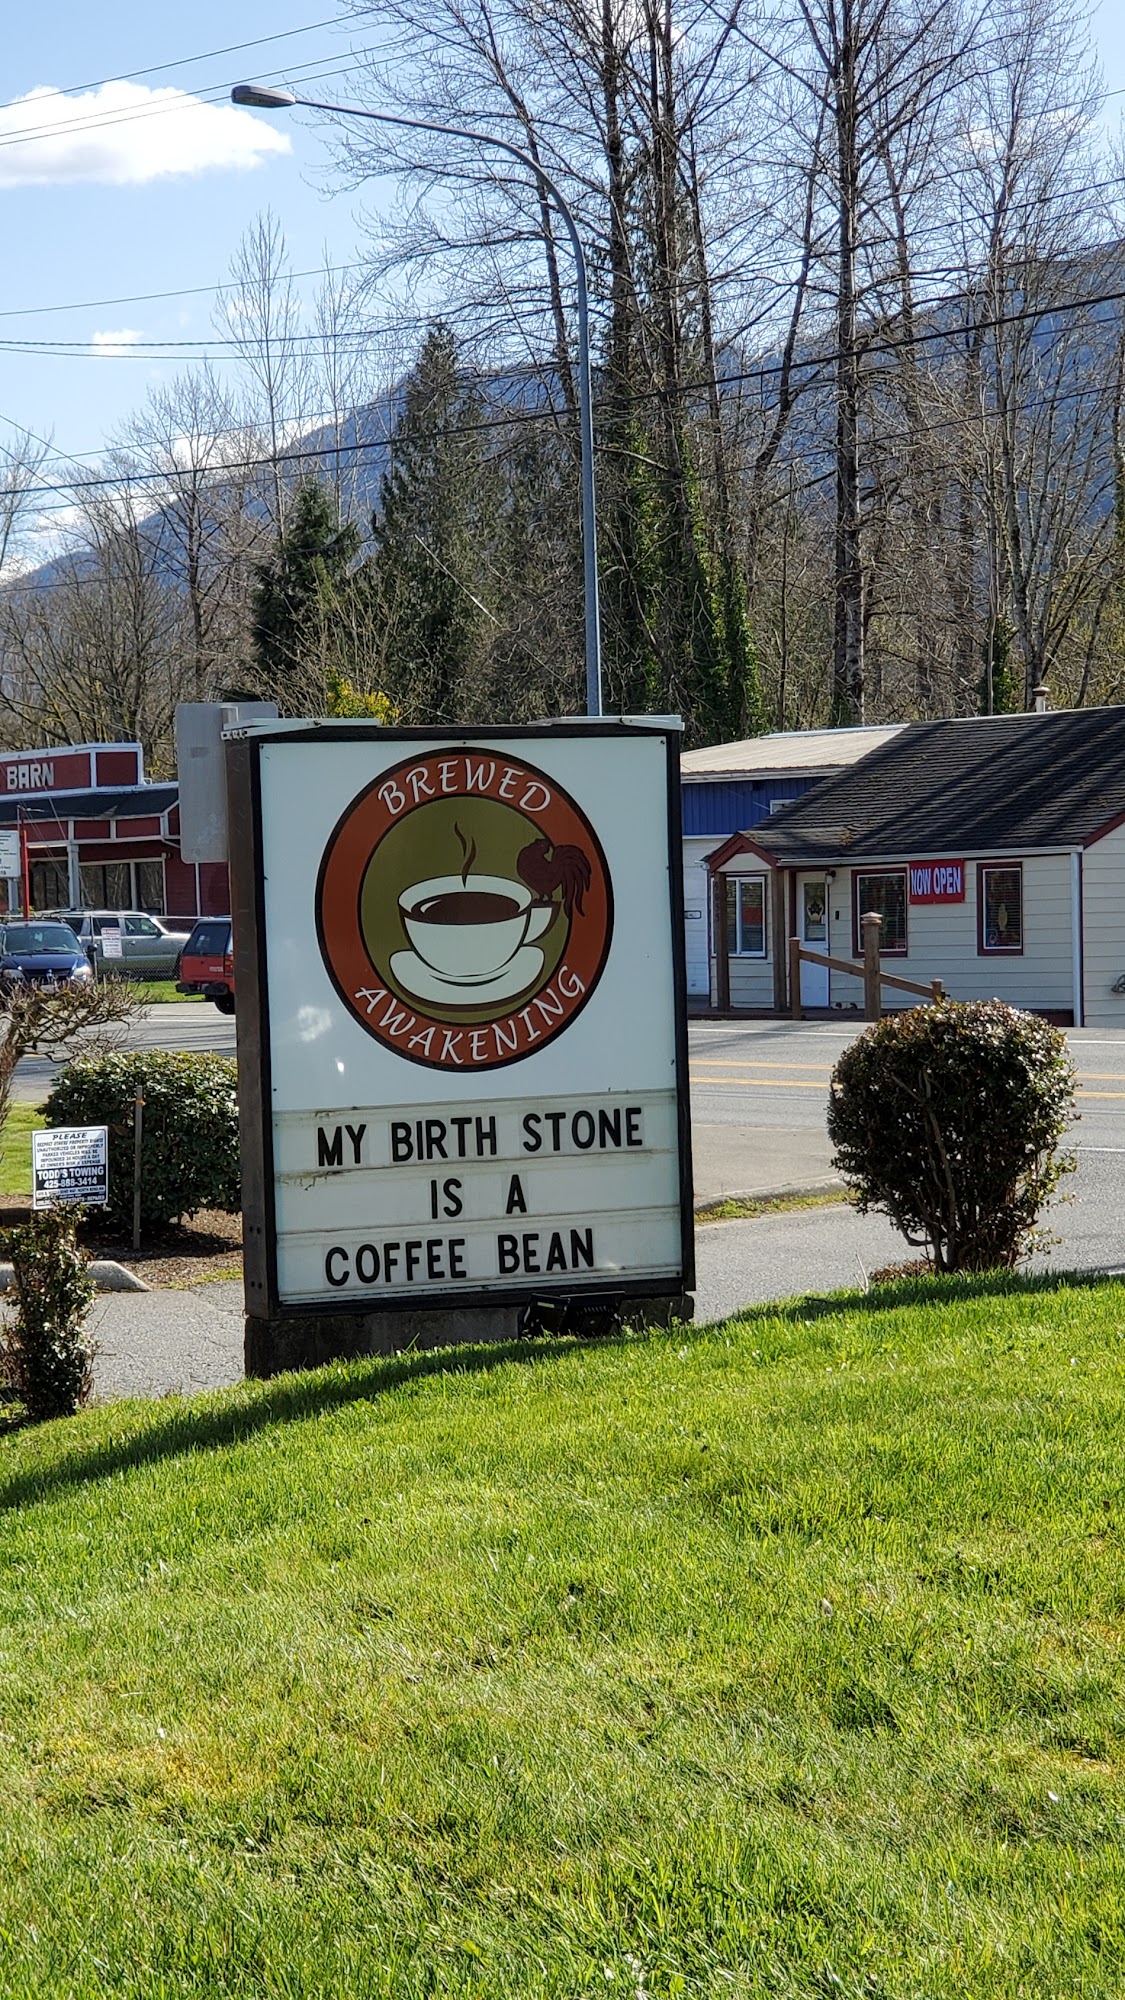 BREWED
AWAKENING
MY BIRTH STONE
IS A
COFFEE BEAN
BARN
NOW OPEN
PLEASE
TODD'S TOWING
425-888-3414